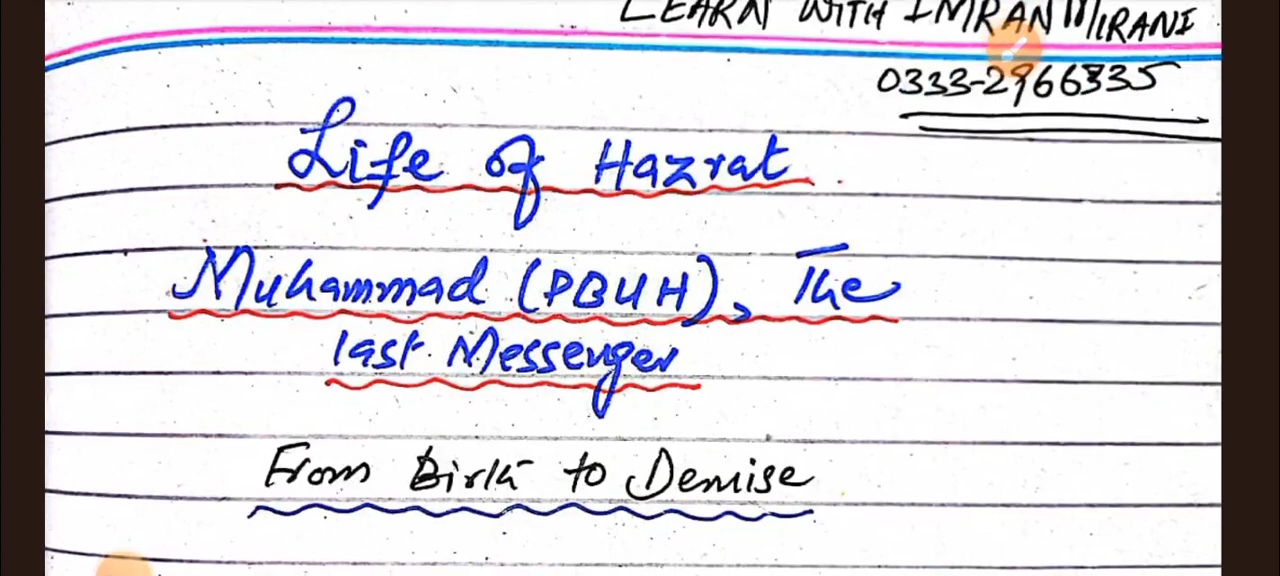 LEARN WITH IMRAN MIRANI
0333-2966335
Life of Hazrat
Muhammad (PBUH), The
last Messenger
From Birth to Demise